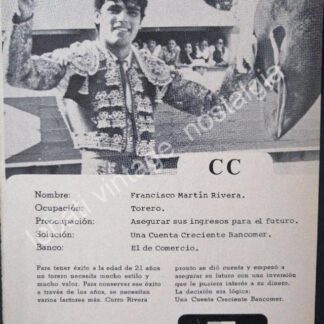 vintage nostalgia
CC
Nombre: Francisco Martín Rivera.
Ocupación: Torero.
Preocupación: Asegurar sus ingresos para el futuro.
Solución: Una Cuenta Creciente Bancomer.
Banco: El de Comercio.
Para tener éxito a la edad de 21 años
un torero necesita mucho estilo y
mucho valor. Para conservar ese éxito
a través de los años, se necesitan
varios factores más. Curro Rivera
pronto se dió cuenta y empezó a
asegurar su futuro con una inversión
que le pusiera interés a su dinero.
La decisión era lógica:
Una Cuenta Creciente Bancomer.